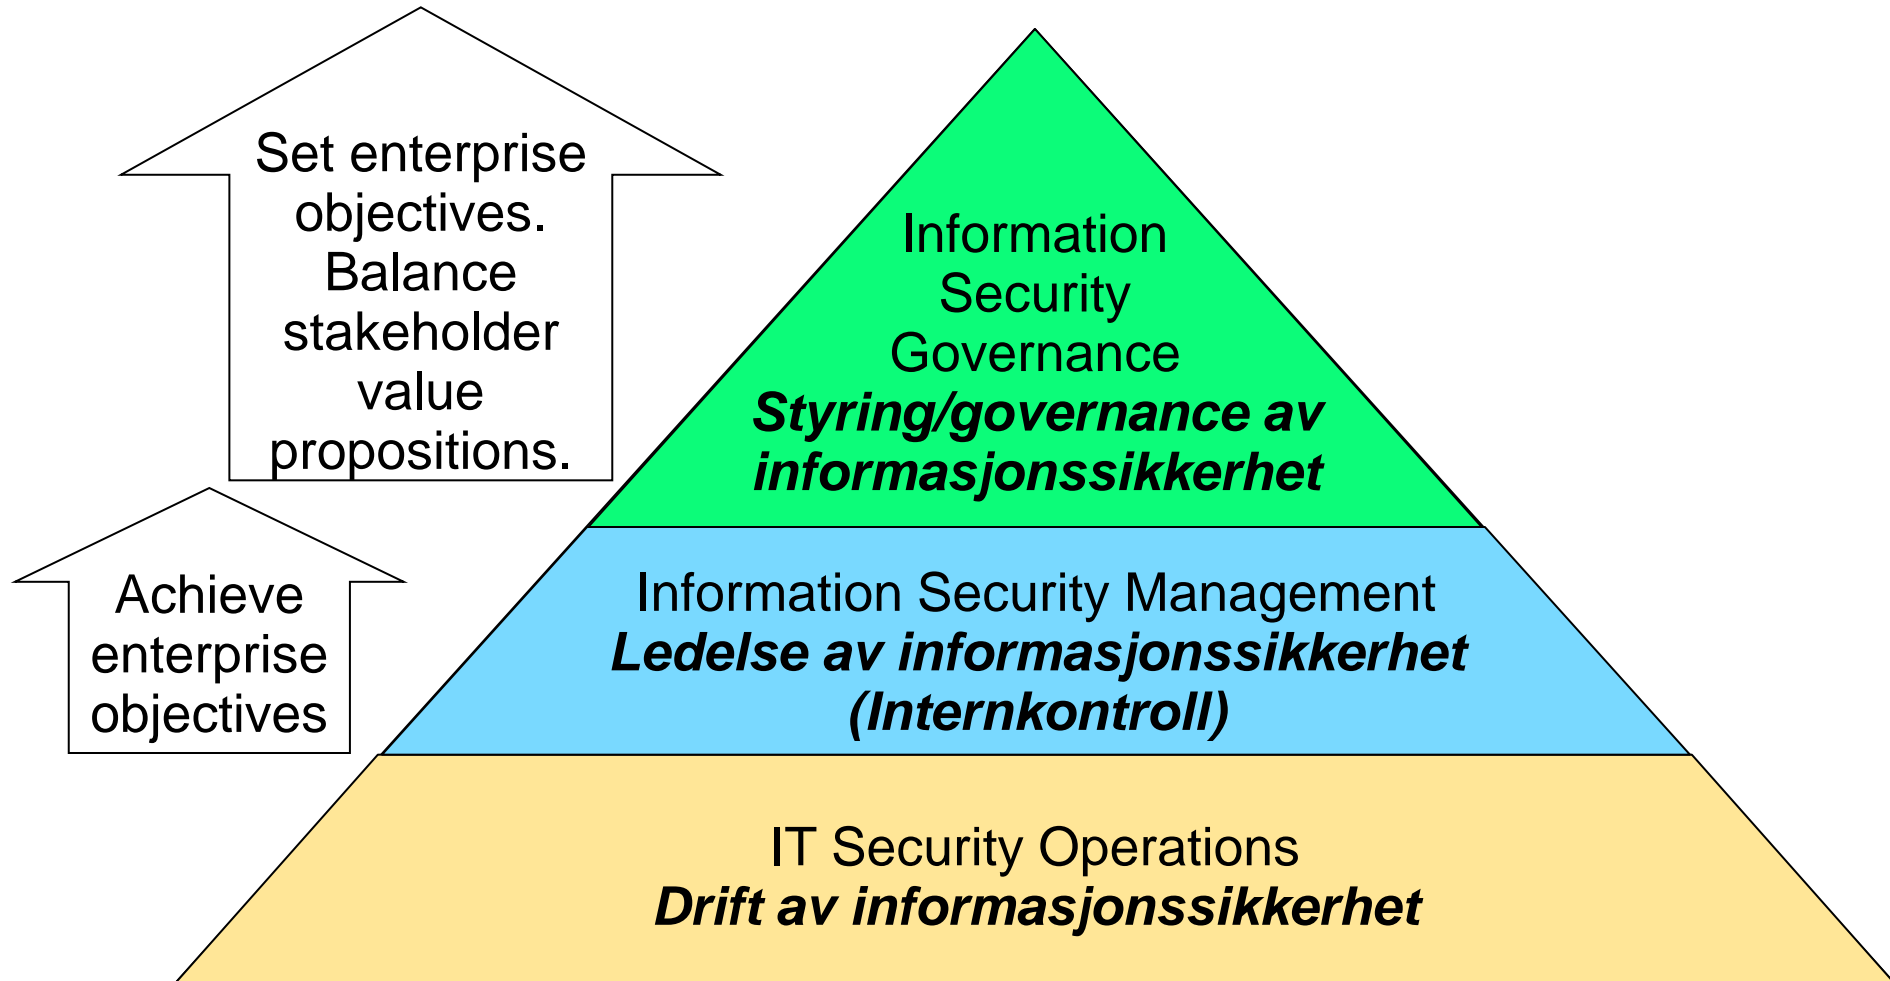 Set enterprise
objectives.
Balance
stakeholder
value
propositions.
Achieve
enterprise
objectives
Information
Security
Governance
Styring/governance av
informasjonssikkerhet
Information Security Management
Ledelse av informasjonssikkerhet
(Internkontroll)
IT Security Operations
Drift av informasjonssikkerhet